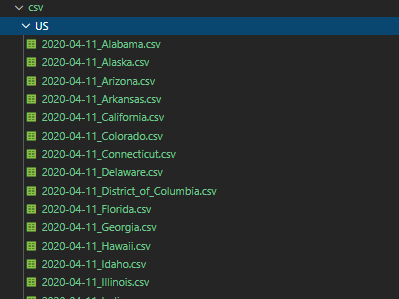 csv
US
2020-04-11_Alabama.csv
2020-04-11_Alaska.csv
2020-04-11_Arizona.csv
2020-04-11_Arkansas.csv
2020-04-11_California.csv
2020-04-11_Colorado.csv
2020-04-11_Connecticut.csv
2020-04-11_Delaware.csv
2020-04-11_District_of_Columbia.csv
2020-04-11_Florida.csv
2020-04-11_Georgia.csv
2020-04-11_Hawaii.csv
2020-04-11_Idaho.csv
2020-04-11_Illinois.csv